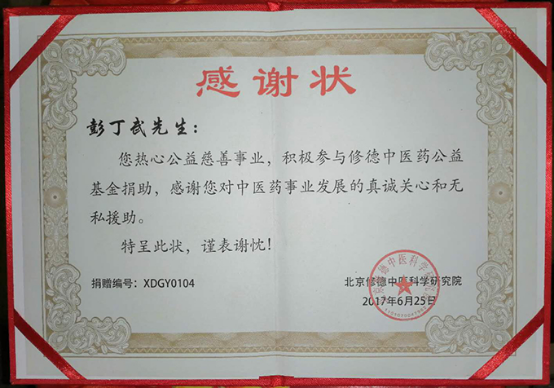 感谢状
彭丁武先生：
您热心公益慈善事业，积极参与修德中医药公益
基金捐助，感谢您对中医药事业发展的真诚关心和无
私援助。
特呈此状，谨表谢忱!
捐赠编号：XDGY0104
北京修德中医科学研究院
2017年6月25日